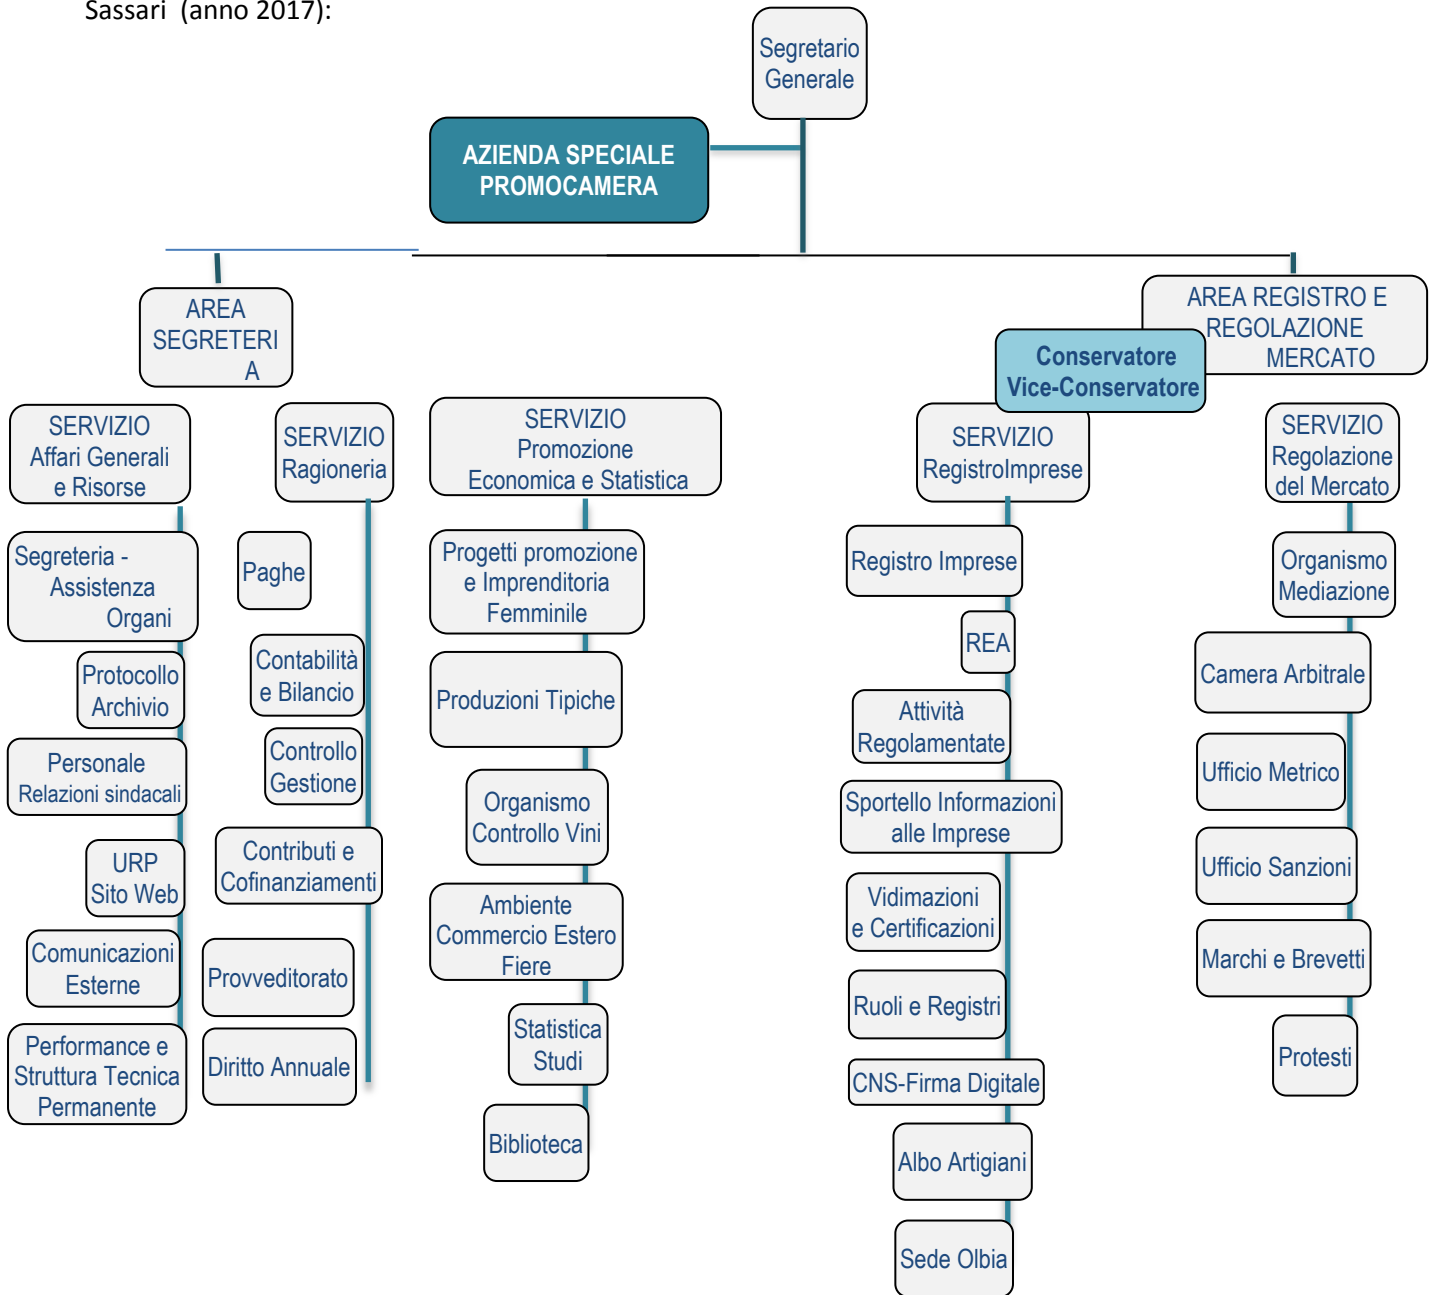 Sassari (anno 2017):
Segretario
Generale
AZIENDA SPECIALE
PROMOCAMERA
AREA
SEGRETERI
A
AREA REGISTRO E
REGOLAZIONE
MERCATO
Conservatore
Vice-Conservatore
SERVIZIO
Affari Generali
e Risorse
Segreteria -
Assistenza
Organi
Protocollo
Archivio
Personale
Relazioni sindacali
URP
Sito Web
Comunicazioni
Esterne
Performance e
Struttura Tecnica
Permanente
SERVIZIO
Ragioneria
Paghe
Contabilità
e Bilancio
Controllo
Gestione
Contributi e
Cofinanziamenti
Provveditorato
Diritto Annuale
SERVIZIO
Promozione
Economica e Statistica
Progetti promozione
e Imprenditoria
Femminile
Produzioni Tipiche
Organismo
Controllo Vini
Ambiente
Commercio Estero
Fiere
Statistica
Studi
Biblioteca
SERVIZIO
RegistroImprese
Registro Imprese
REA
Attività
Regolamentate
Sportello Informazioni
alle Imprese
Vidimazioni
e Certificazioni
Ruoli e Registri
CNS-Firma Digitale
Albo Artigiani
Sede Olbia
SERVIZIO
Regolazione
del Mercato
Organismo
Mediazione
Camera Arbitrale
Ufficio Metrico
Ufficio Sanzioni
Marchi e Brevetti
Protesti